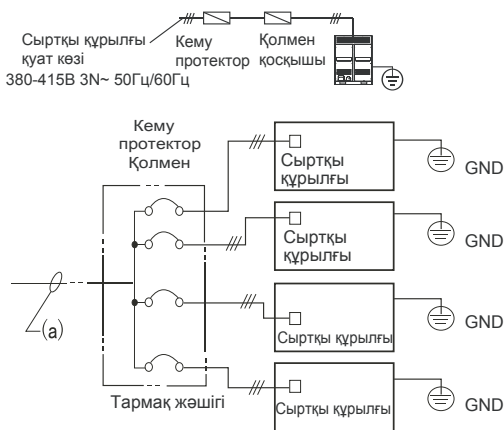 Сыртқы құрылғы
қуат көзі
380-415В 3N~ 50Гц/60Гц
Кему
протектор
Қолмен
қосқышы
Кему
протектор
Қолмен
Сыртқы
құрылғы
GND
Сыртқы
құрылғы
GND
(a)
Сыртқы құрылғы
GND
Сыртқы құрылғы
GND
Тармақ жәшігі